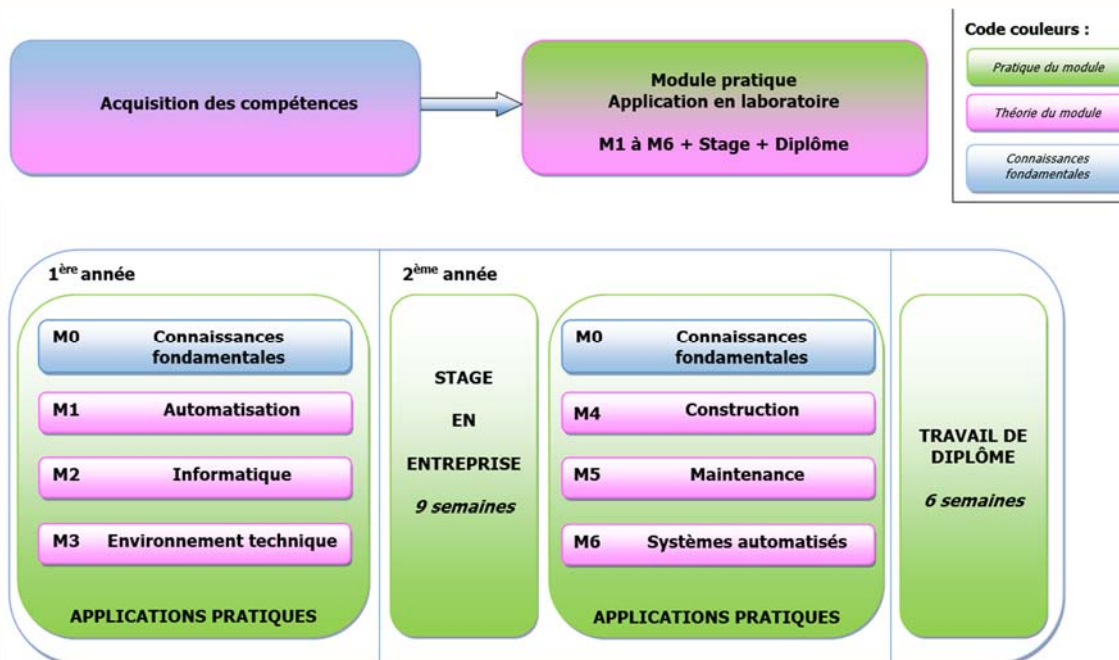 Code couleurs :
Pratique du module
Théorie du module
Connaissances
fondamentales
Acquisition des compétences
Module pratique
Application en laboratoire
M1 à M6 + Stage + Diplôme
1ère année
M0 Connaissances
fondamentales
M1 Automatisation
M2 Informatique
M3 Environnement technique
APPLICATIONS PRATIQUES
2ème année
STAGE
EN
ENTREPRISE
9 semaines
M0 Connaissances
fondamentales
M4 Construction
M5 Maintenance
M6 Systèmes automatisés
APPLICATIONS PRATIQUES
TRAVAIL DE
DIPLÔME
6 semaines